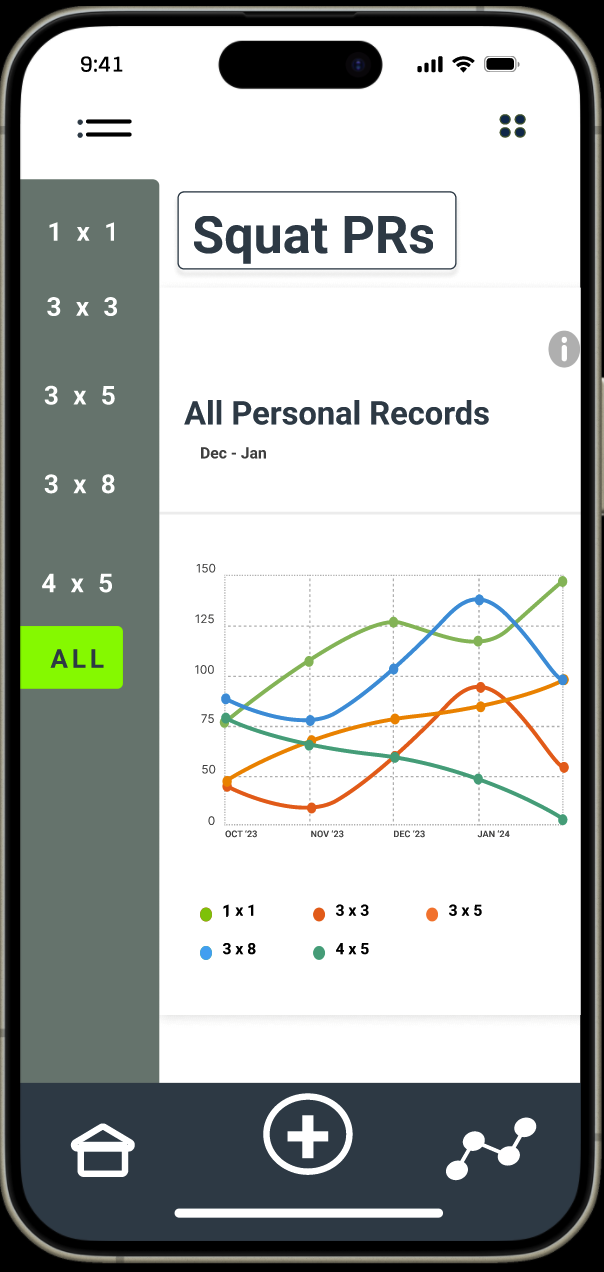 9:41
1 x 1
3 x 3
3 x 5
3 x 8
4 x 5
ALL
Squat PRs
All Personal Records
Dec - Jan
150
125
100
75
50
0
OCT '23 NOV '23 DEC '23 JAN '24
1 x 1 3 x 3 3 x 5
3 x 8 4 x 5